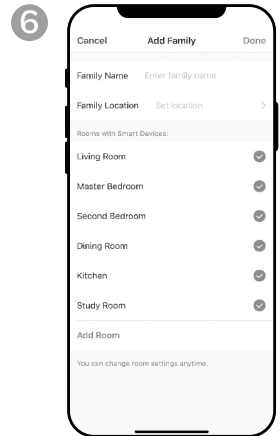 6
Cancel Add Family Done
Family Name Enter family name
Family Location Set location
Rooms with Smart Devices:
Living Room
Master Bedroom
Second Bedroom
Dining Room
Kitchen
Study Room
Add Room
You can change room settings anytime.